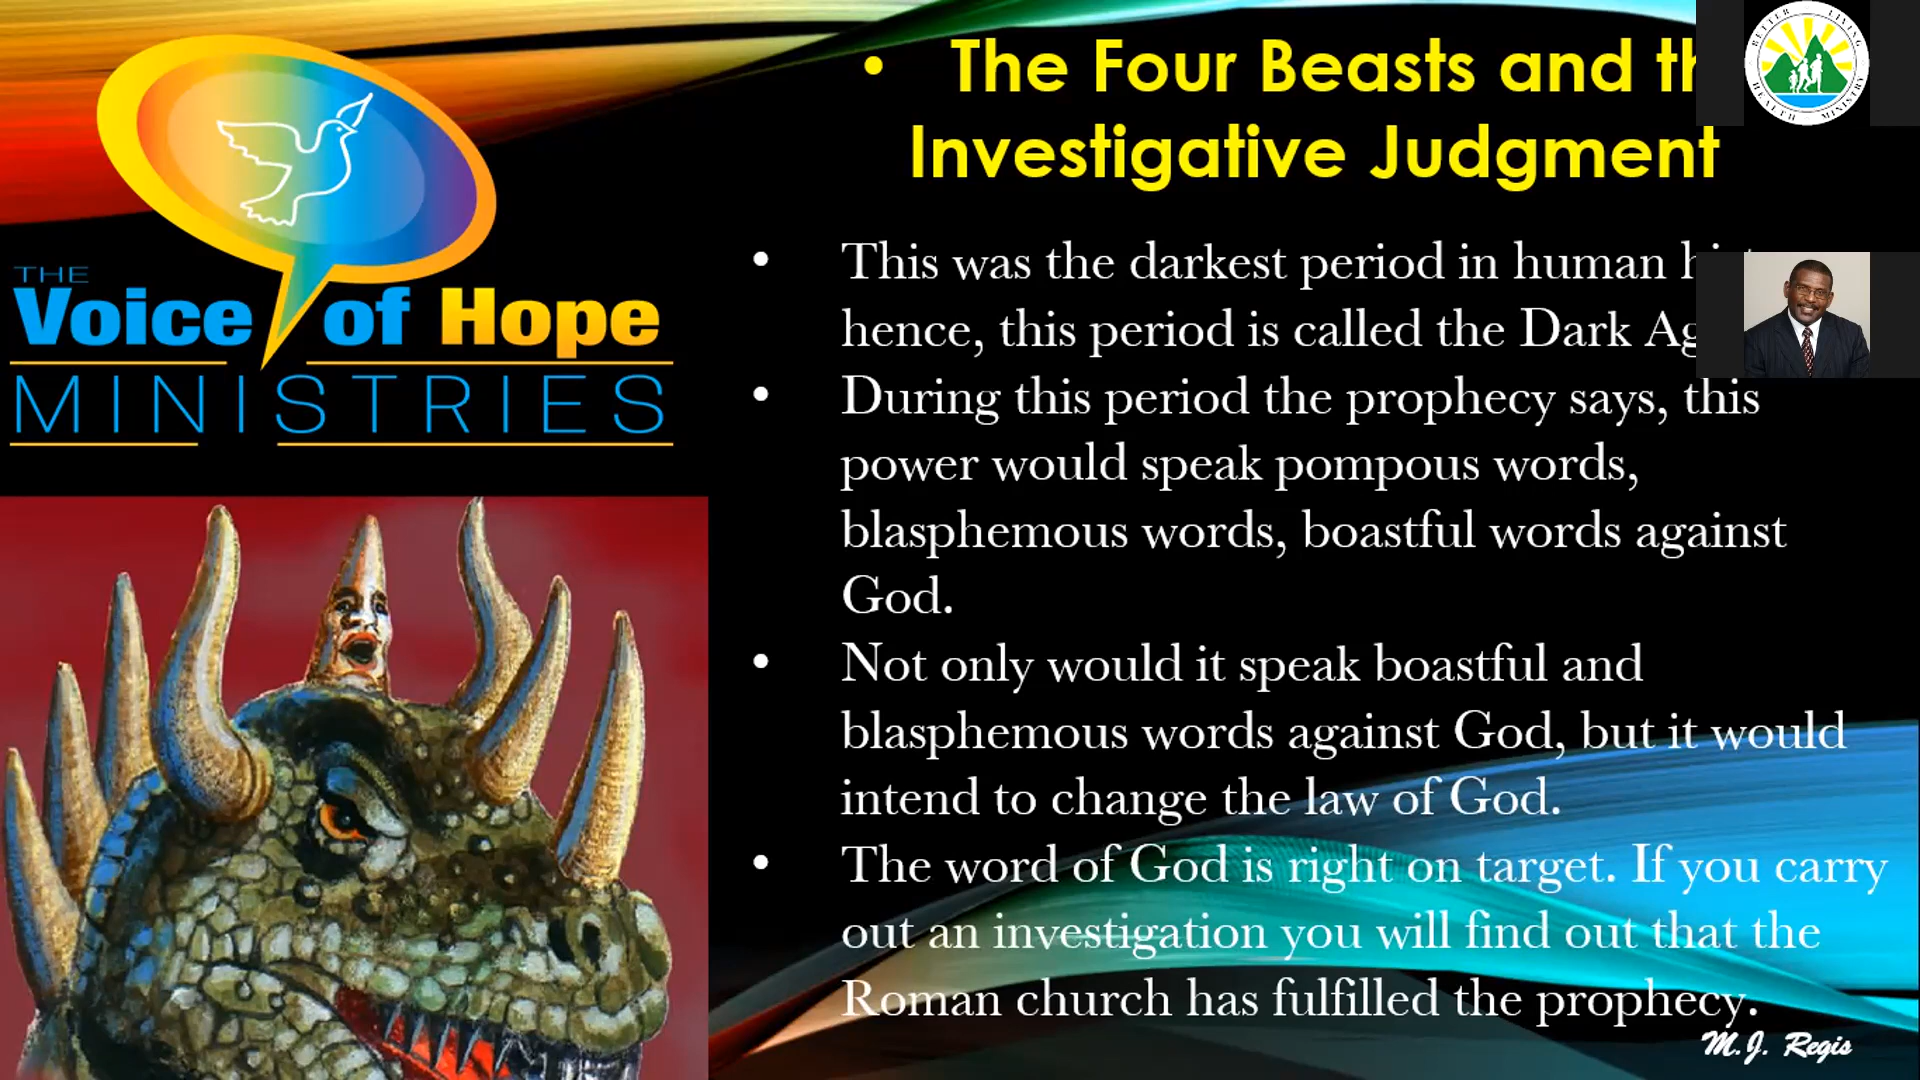 • The Four Beasts and th
Investigative Judgment
BETTER LIVING
HEALTH MINISTRY
THE
Voice of Hope
MINISTRIES
• This was the darkest period in human
hence, this period is called the Dark
• During this period the prophecy says, this
power would speak pompous words,
blasphemous words, boastful words against
God.
• Not only would it speak boastful and
blasphemous words against God, but it would
intend to change the law of God.
• The word of God is right on target. If you carry
out an investigation you will find out that the
Roman church has fulfilled the prophecy.
M.J. Regis